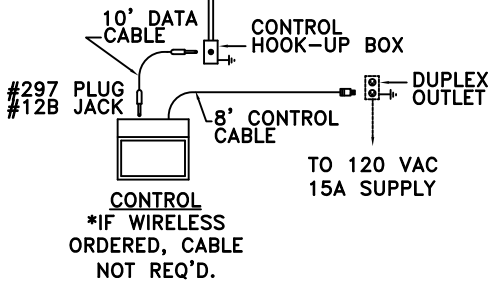 10' DATA
CABLE
CONTROL
HOOK-UP BOX
#297 PLUG
#12B JACK
DUPLEX
OUTLET
8' CONTROL
CABLE
TO 120 VAC
15A SUPPLY
CONTROL
*IF WIRELESS
ORDERED, CABLE
NOT REQ'D.